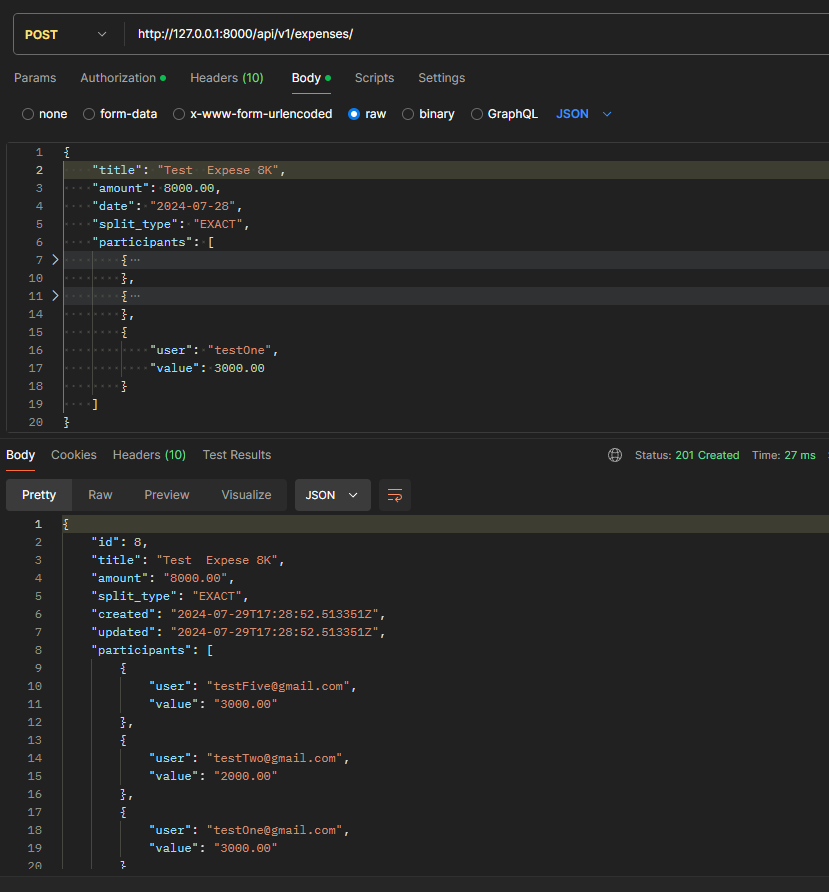 POST http://127.0.0.1:8000/api/v1/expenses/
Params Authorization Headers (10) Body Scripts Settings
none form-data x-www-form-urlencoded raw binary GraphQL JSON
1 {
2 "title": "Test  Expese 8K",
3 "amount": 8000.00,
4 "date": "2024-07-28",
5 "split_type": "EXACT",
6 "participants": [
7 { ⋯
10 },
11 { ⋯
14 },
15 {
16 "user": "testOne",
17 "value": 3000.00
18 }
19 ]
20 }
Body Cookies Headers (10) Test Results Status: 201 Created Time: 27 ms
Pretty Raw Preview Visualize JSON
1 {
2 "id": 8,
3 "title": "Test  Expese 8K",
4 "amount": "8000.00",
5 "split_type": "EXACT",
6 "created": "2024-07-29T17:28:52.513351Z",
7 "updated": "2024-07-29T17:28:52.513351Z",
8 "participants": [
9 {
10 "user": "testFive@gmail.com",
11 "value": "3000.00"
12 },
13 {
14 "user": "testTwo@gmail.com",
15 "value": "2000.00"
16 },
17 {
18 "user": "testOne@gmail.com",
19 "value": "3000.00"
20 }